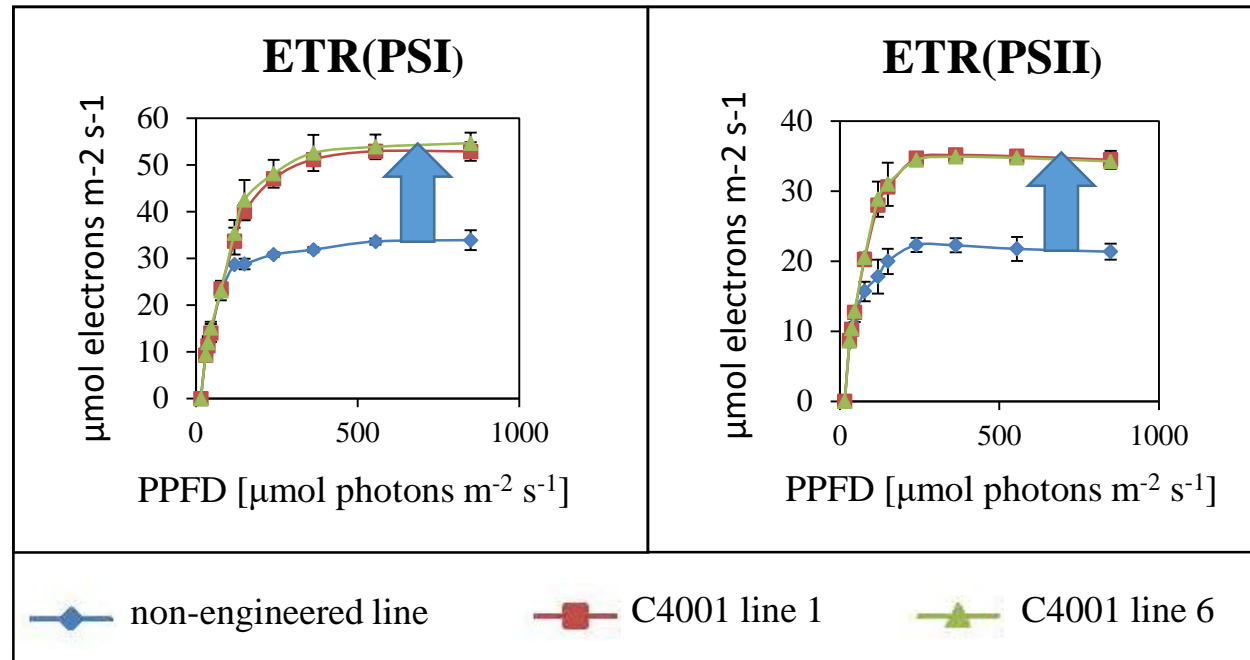 ETR(PSI)
μmol electrons m-2 s-1
60
50
40
30
20
10
0
0 500 1000
PPFD [μmol photons m-2 s-1]
ETR(PSII)
μmol electrons m-2 s-1
40
30
20
10
0
0 500 1000
PPFD [μmol photons m-2 s-1]
non-engineered line C4001 line 1 C4001 line 6